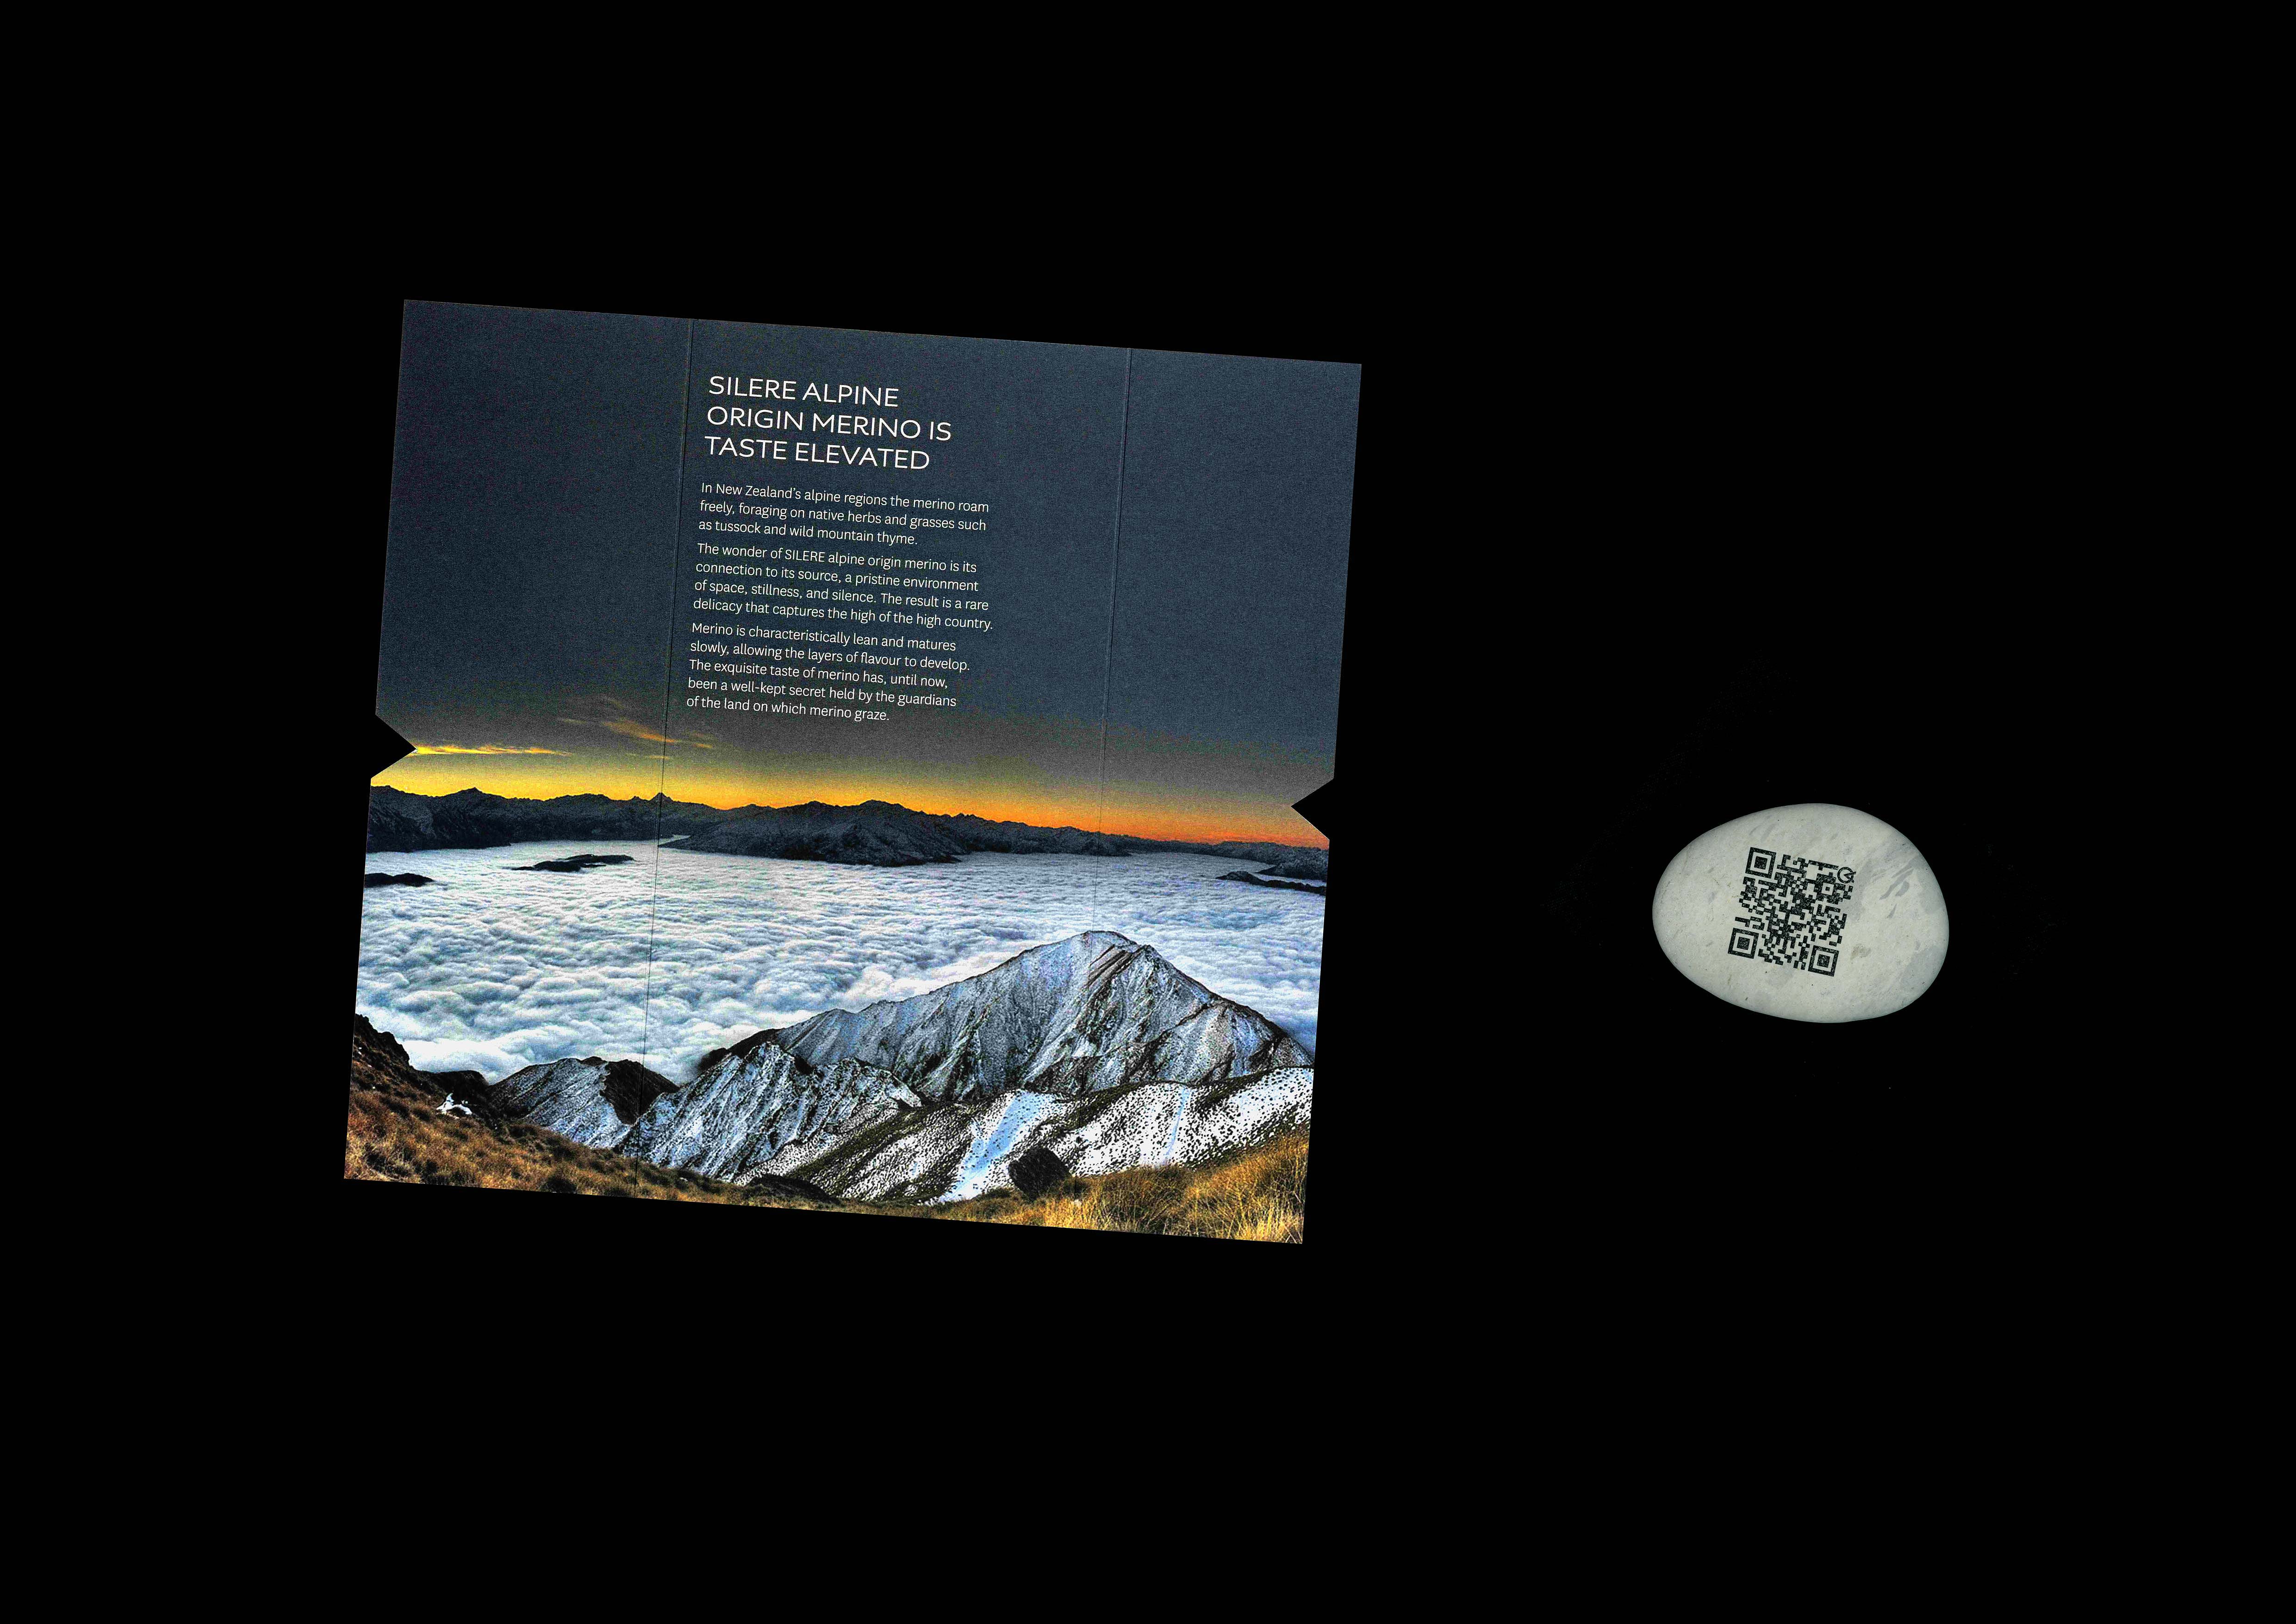 SILERE ALPINE
ORIGIN MERINO IS
TASTE ELEVATED
In New Zealand's alpine regions the merino roam
freely, foraging on native herbs and grasses such
as tussock and wild mountain thyme.
The wonder of SILERE alpine origin merino is its
connection to its source, a pristine environment
of space, stillness, and silence. The result is a rare
delicacy that captures the high of the high country.
Merino is characteristically lean and matures
slowly, allowing the layers of flavour to develop.
The exquisite taste of merino has, until now,
been a well-kept secret held by the guardians
of the land on which merino graze.